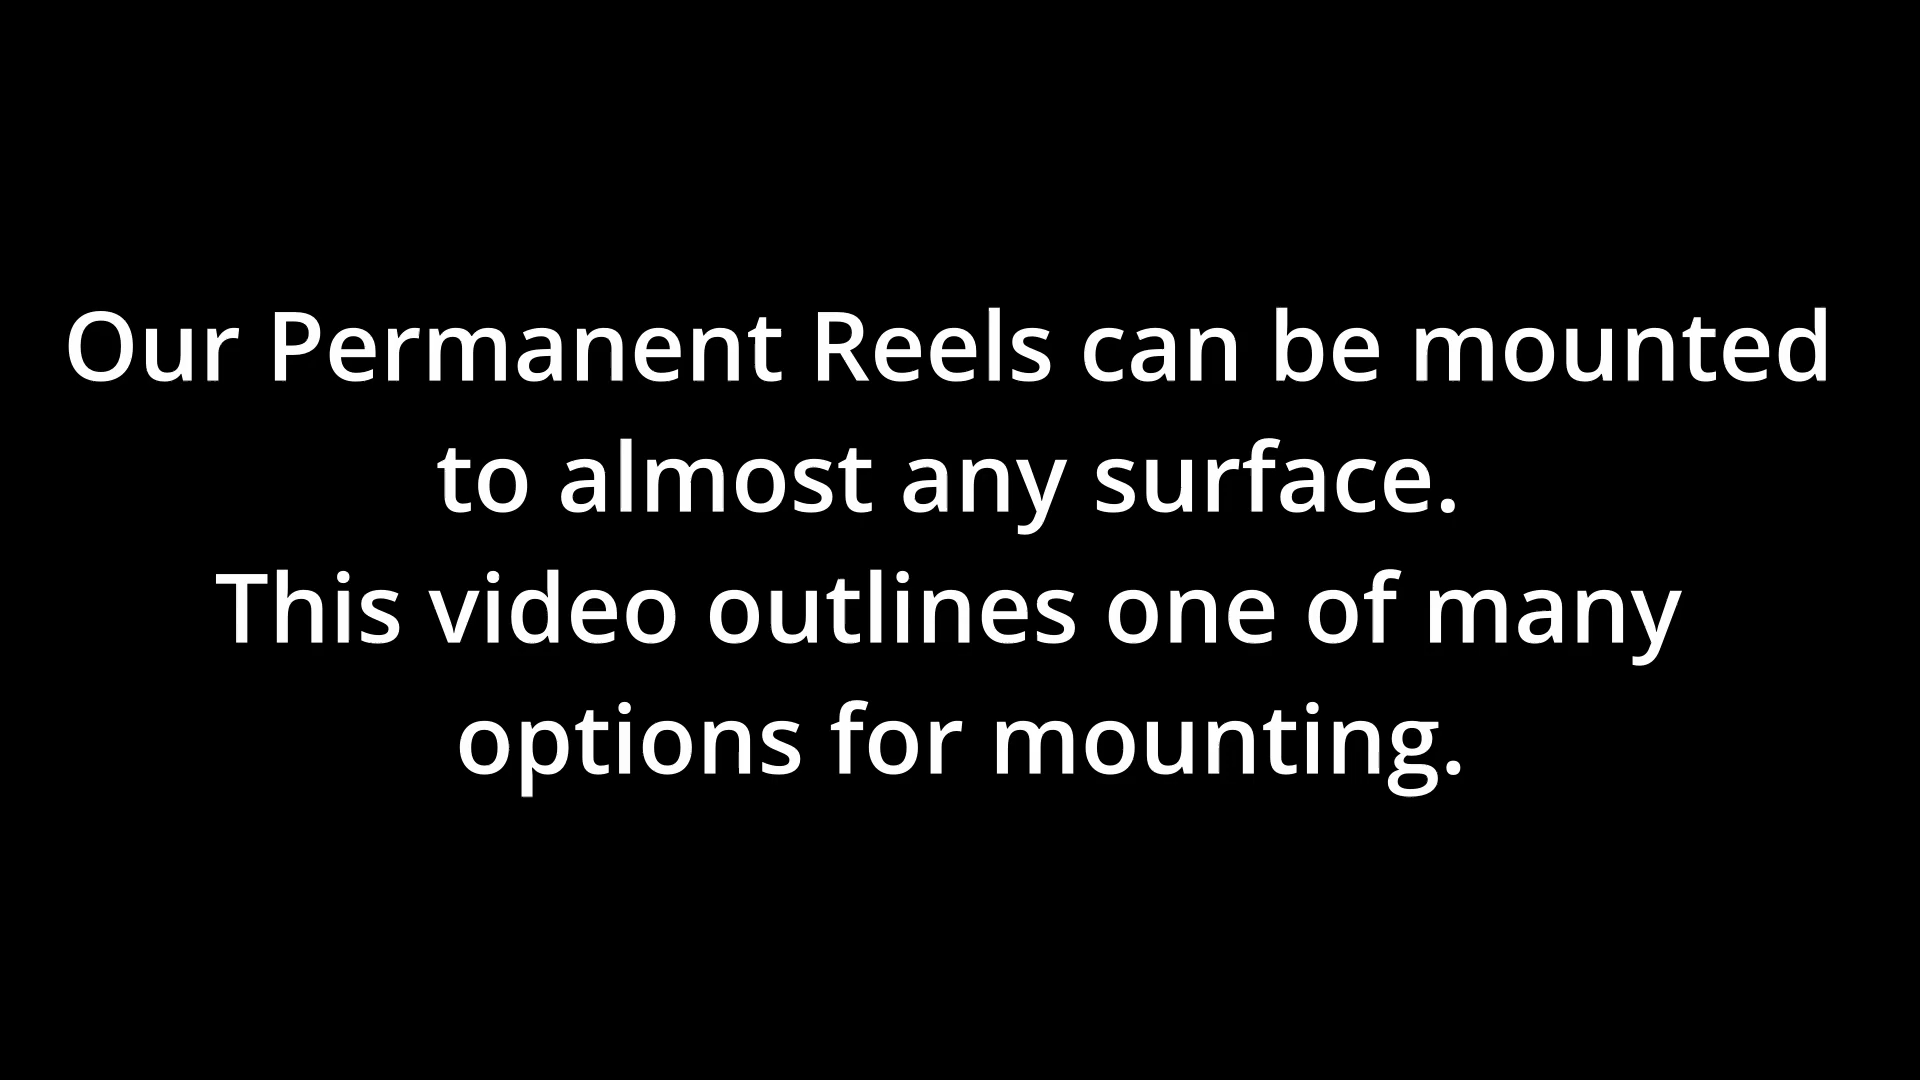 Our Permanent Reels can be mounted
to almost any surface.
This video outlines one of many
options for mounting.